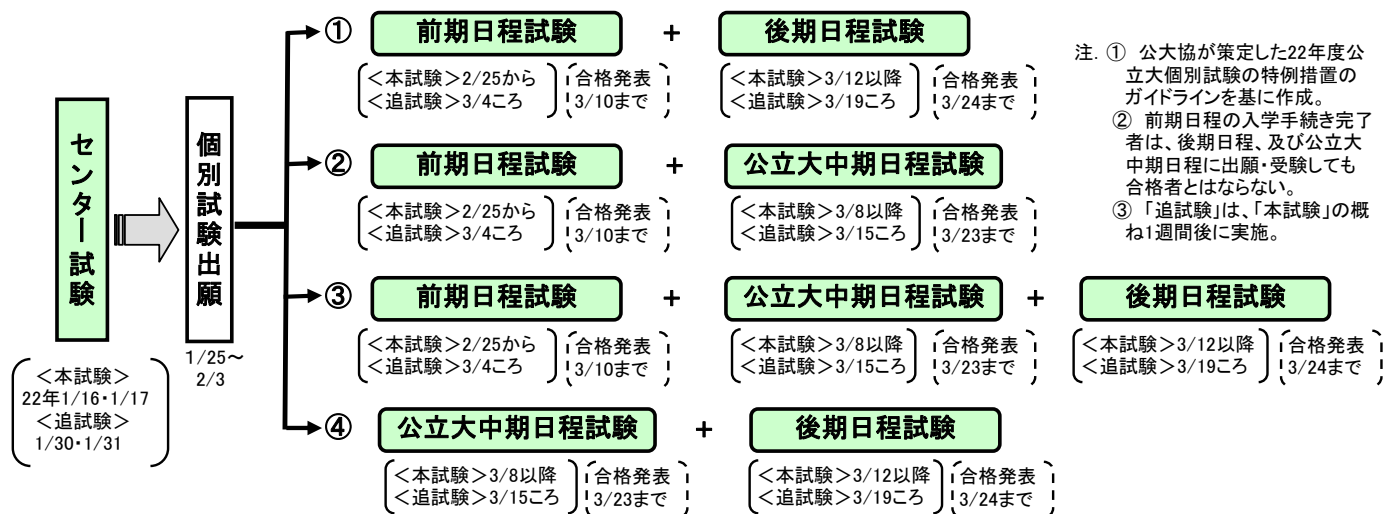 センター試験
<本試験>
22年1/16・1/17
<追試験>
1/30・1/31
個別試験出願
1/25～
2/3
① 前期日程試験 + 後期日程試験
<本試験>2/25から 合格発表 <本試験>3/12以降 合格発表
<追試験>3/4ころ 3/10まで <追試験>3/19ころ 3/24まで
② 前期日程試験 + 公立大中期日程試験
<本試験>2/25から 合格発表 <本試験>3/8以降 合格発表
<追試験>3/4ころ 3/10まで <追試験>3/15ころ 3/23まで
③ 前期日程試験 + 公立大中期日程試験 + 後期日程試験
<本試験>2/25から 合格発表 <本試験>3/8以降 合格発表 <本試験>3/12以降 合格発表
<追試験>3/4ころ 3/10まで <追試験>3/15ころ 3/23まで <追試験>3/19ころ 3/24まで
④ 公立大中期日程試験 + 後期日程試験
<本試験>3/8以降 合格発表 <本試験>3/12以降 合格発表
<追試験>3/15ころ 3/23まで <追試験>3/19ころ 3/24まで
注. ① 公大協が策定した22年度公
立大個別試験の特例措置の
ガイドラインを基に作成。
② 前期日程の入学手続き完了
者は、後期日程、及び公立大
中期日程に出願・受験しても
合格者とはならない。
③ 「追試験」は、「本試験」の概
ね1週間後に実施。